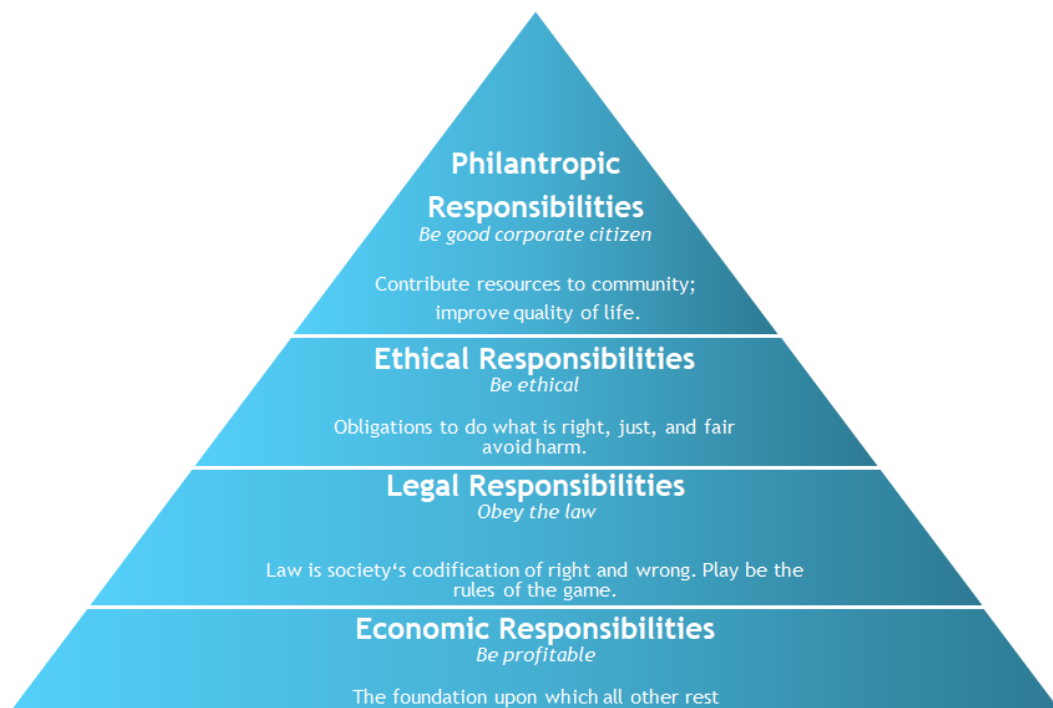 Philantropic
Responsibilities
Be good corporate citizen
Contribute resources to community;
improve quality of life.
Ethical Responsibilities
Be ethical
Obligations to do what is right, just, and fair
avoid harm.
Legal Responsibilities
Obey the law
Law is society‘s codification of right and wrong. Play be the
rules of the game.
Economic Responsibilities
Be profitable
The foundation upon which all other rest